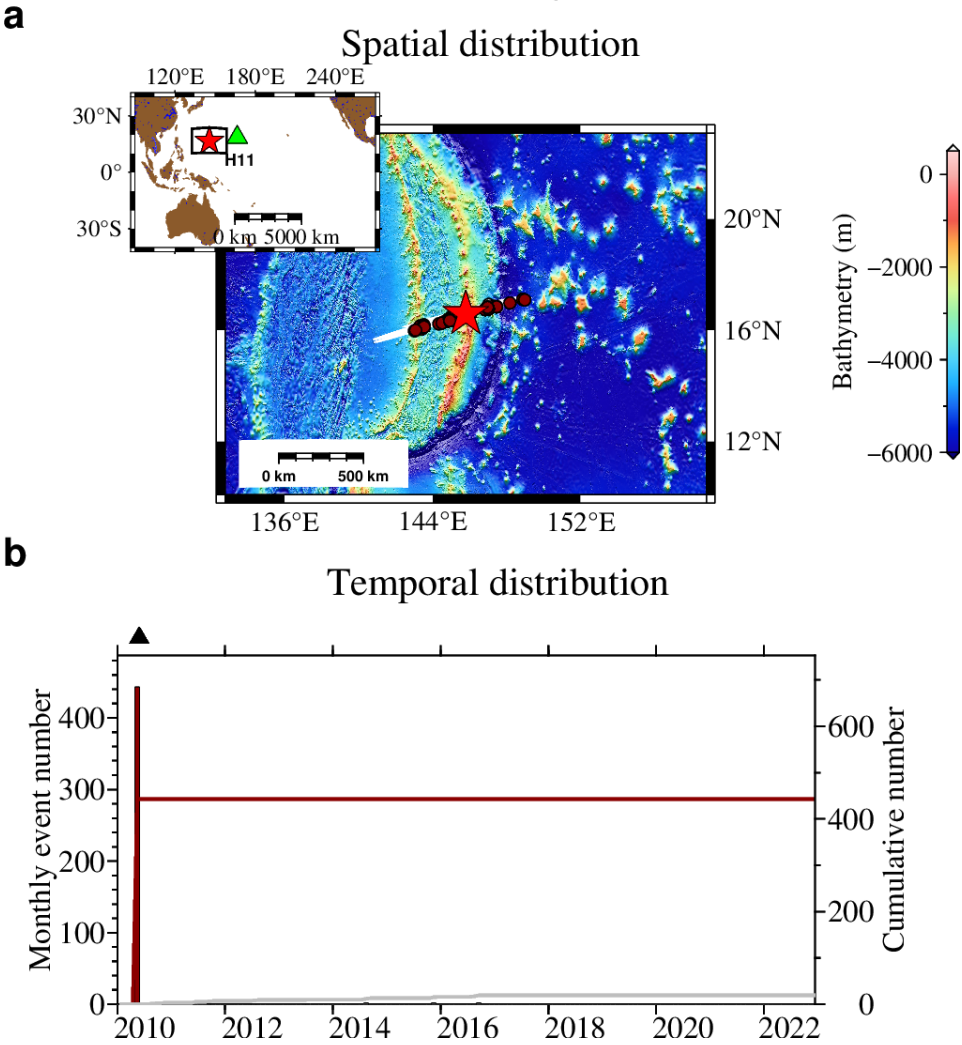 a
Spatial distribution
120°E 180°E 240°E
30°N
0°
30°S
H11
0 km 5000 km
20°N
16°N
12°N
0 km 500 km
136°E 144°E 152°E
Bathymetry (m)
0
−2000
−4000
−6000
b
Temporal distribution
Monthly event number
400
300
200
100
0
Cumulative number
600
400
200
0
2010 2012 2014 2016 2018 2020 2022